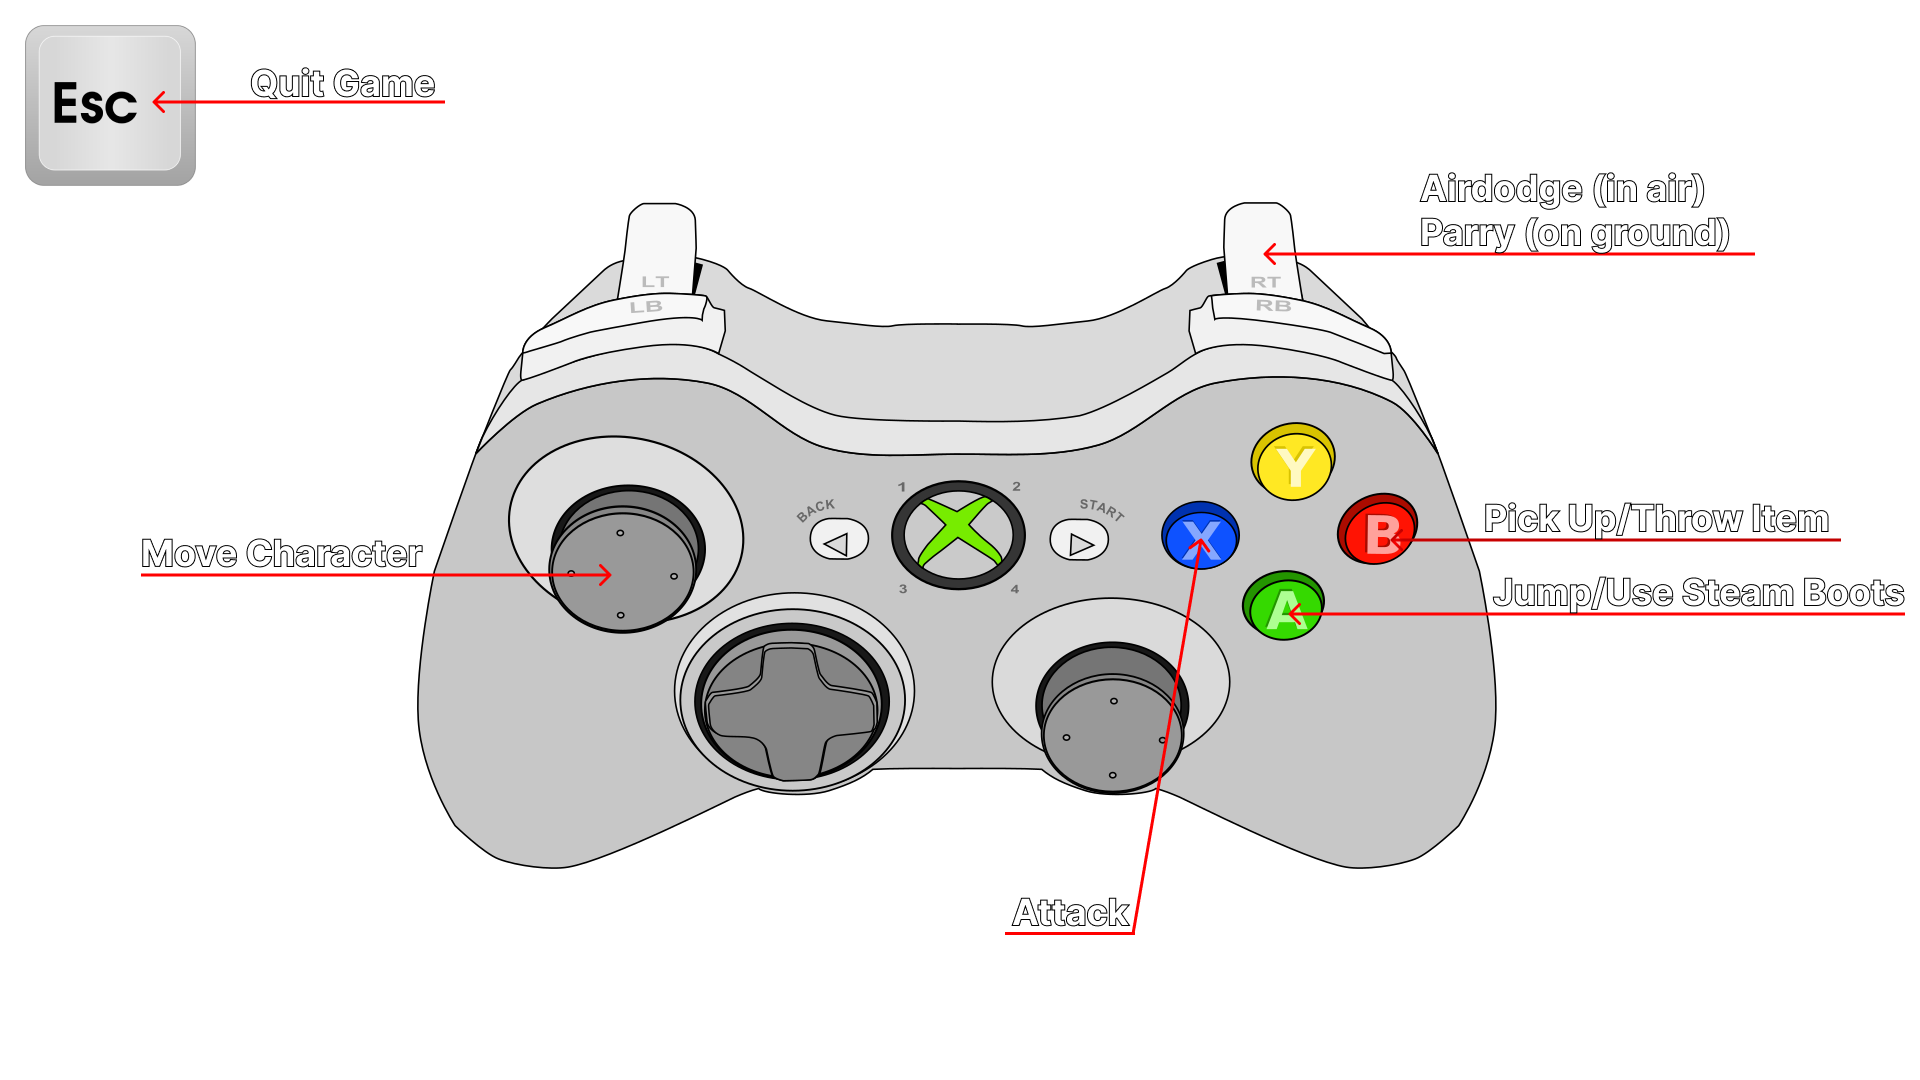 Esc
Quit Game
Airdodge (in air)
Parry (on ground)
LT
LB
RT
RB
BACK
1
2
START
3
4
Y
X
B
A
Pick Up/Throw Item
Move Character
Jump/Use Steam Boots
Attack